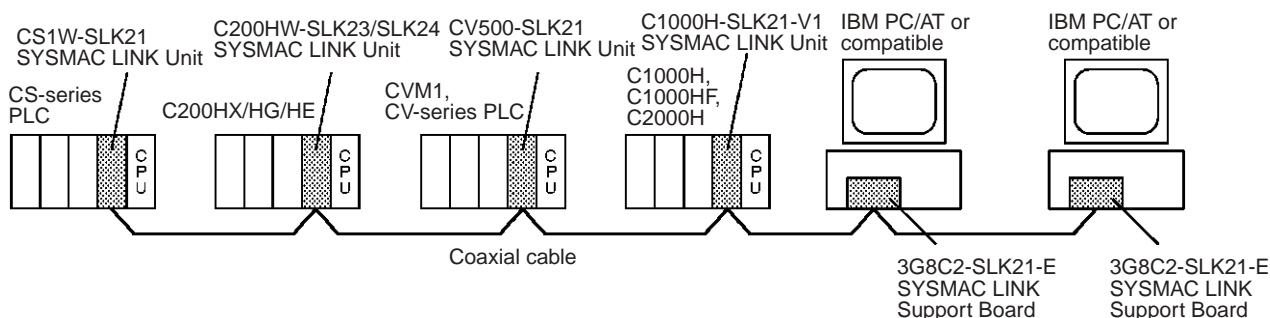 CS1W-SLK21
SYSMAC LINK Unit
C200HW-SLK23/SLK24
SYSMAC LINK Unit
CV500-SLK21
SYSMAC LINK Unit
C1000H-SLK21-V1
SYSMAC LINK Unit
IBM PC/AT or
compatible
IBM PC/AT or
compatible
CS-series
PLC
C200HX/HG/HE
CVM1,
CV-series PLC
C1000H,
C1000HF,
C2000H
CPU
CPU
CPU
CPU
Coaxial cable
3G8C2-SLK21-E
SYSMAC LINK
Support Board
3G8C2-SLK21-E
SYSMAC LINK
Support Board